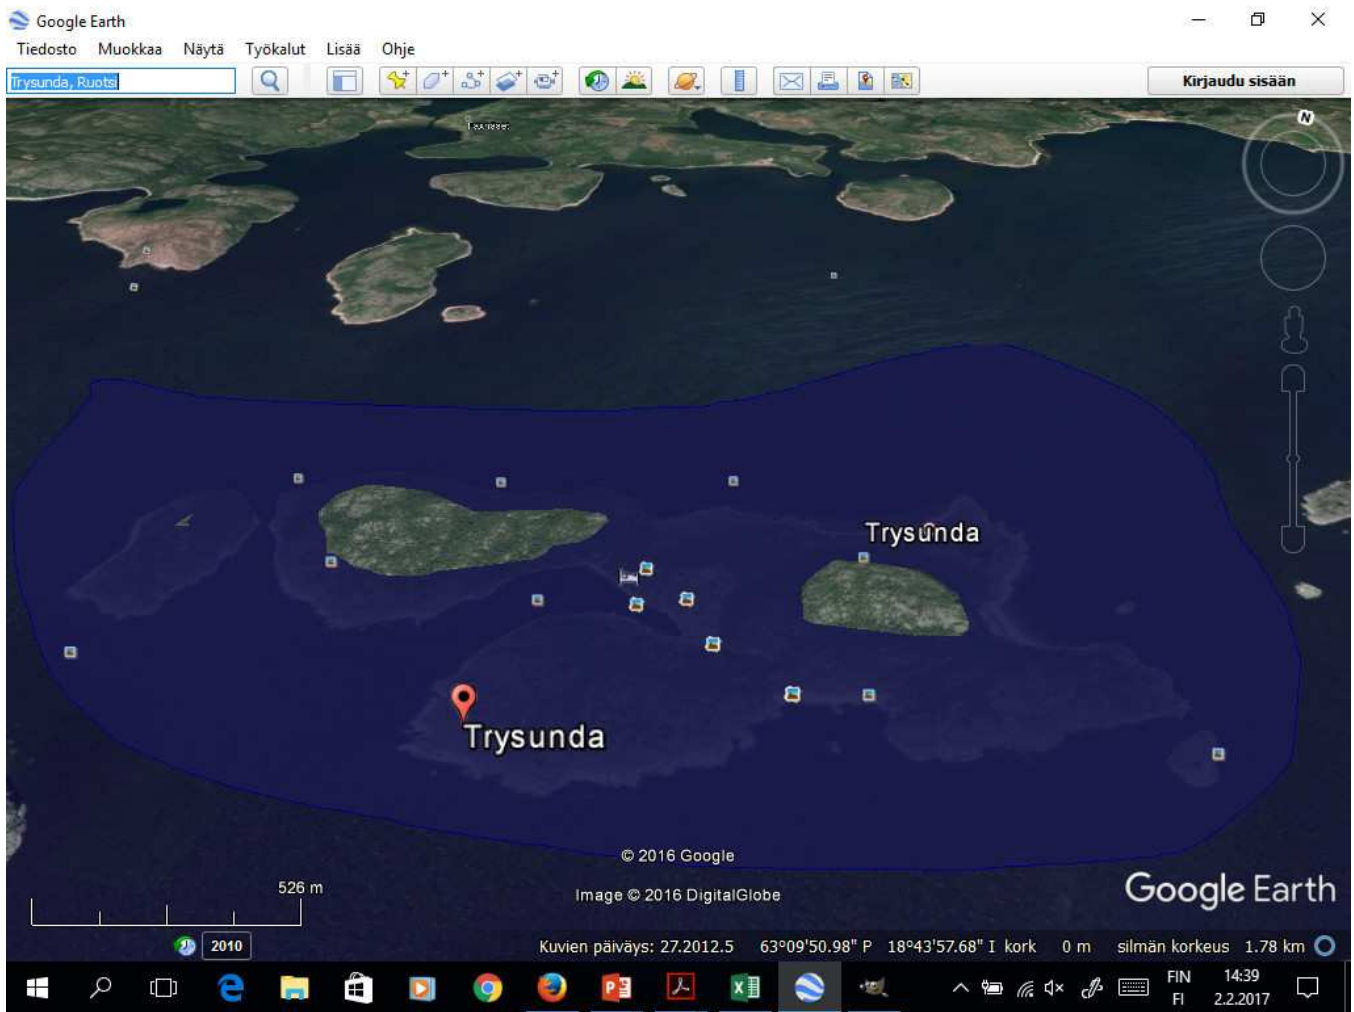 Google Earth
Tiedosto Muokkaa Näytä Työkalut Lisää Ohje
Trysunda, Ruotsi
Kirjaudu sisään
N
Trysunda
Trysunda
© 2016 Google
Image © 2016 DigitalGlobe
Google Earth
526 m
2010
Kuvien päiväys: 27.2012.5 63°09'50.98" P 18°43'57.68" I kork 0 m silmän korkeus 1.78 km
FIN
FI
14:39
2.2.2017